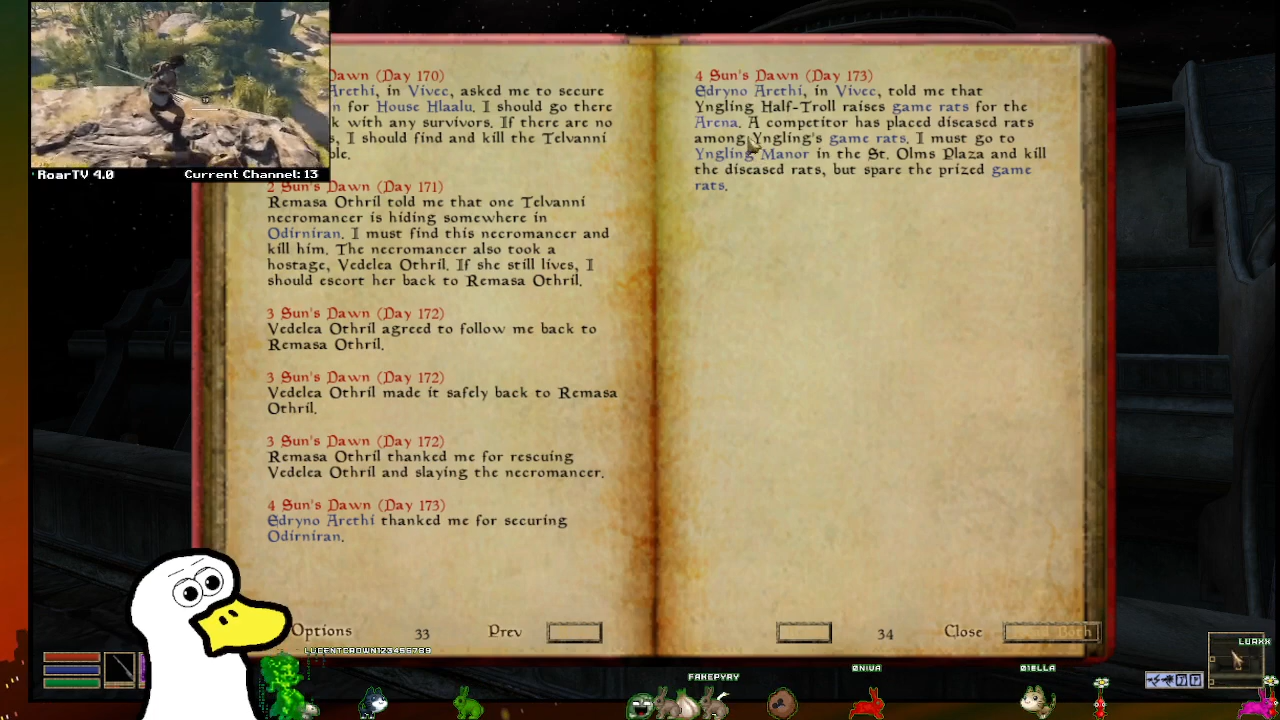 RoarTV 4.0
Current Channel: 13
Dawn (Day 170)
Arethi, in Vivec, asked me to secure
n for House Hlaalu. I should go there
k with any survivors. If there are no
s, I should find and kill the Telvanni
ble.
2 Sun's Dawn (Day 171)
Remasa Othril told me that one Telvanni
necromancer is hiding somewhere in
Odirniran. I must find this necromancer and
kill him. The necromancer also took a
hostage, Vedelea Othril. If she still lives, I
should escort her back to Remasa Othril.
3 Sun's Dawn (Day 172)
Vedelea Othril agreed to follow me back to
Remasa Othril.
3 Sun's Dawn (Day 172)
Vedelea Othril made it safely back to Remasa
Othril.
3 Sun's Dawn (Day 172)
Remasa Othril thanked me for rescuing
Vedelea Othril and slaying the necromancer.
4 Sun's Dawn (Day 173)
Edryno Arethi thanked me for securing
Odirniran.
Options
33
Prev
4 Sun's Dawn (Day 173)
Edryno Arethi, in Vivec, told me that
Yngling Half-Troll raises game rats for the
Arena. A competitor has placed diseased rats
among Yngling's game rats. I must go to
Yngling Manor in the St. Olms Plaza and kill
the diseased rats, but spare the prized game
rats.
34
Close
LUCENTCROWN123456789
FAKEPYRY
0NIVA
01ELLA
LURKX